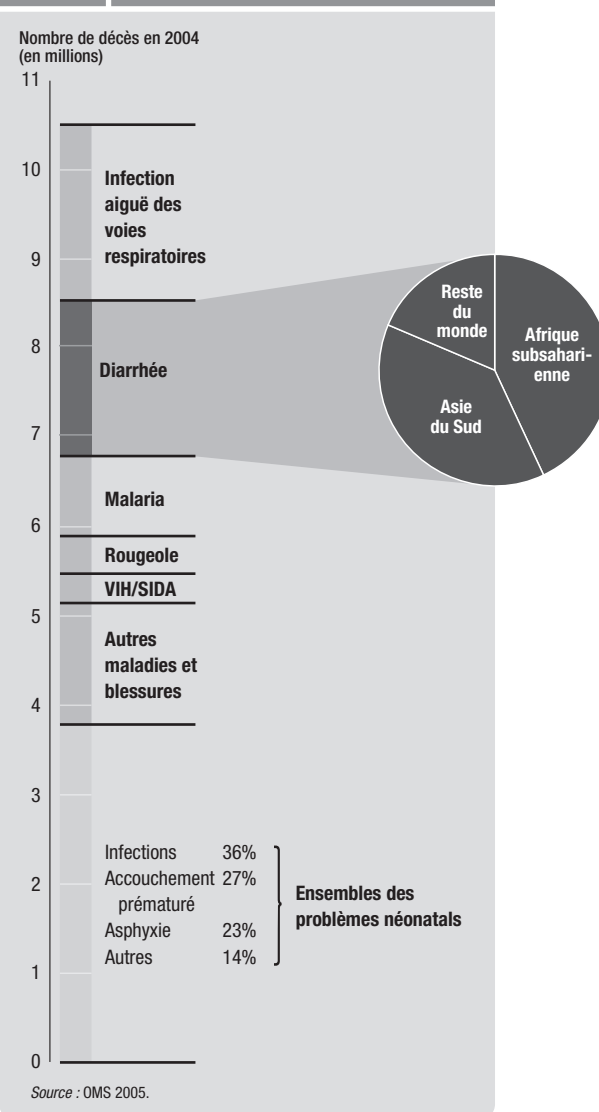 Nombre de décès en 2004
(en millions)
11
10
9
8
7
6
5
4
3
2
1
0
Infection
aiguë des
voies
respiratoires
Diarrhée
Malaria
Rougeole
VIH/SIDA
Autres
maladies et
blessures
Infections 36%
Accouchement 27%
prématuré
Asphyxie 23%
Autres 14%
Ensembles des
problèmes néonatals
Reste
du
monde
Afrique
subsahari-
enne
Asie
du Sud
Source : OMS 2005.